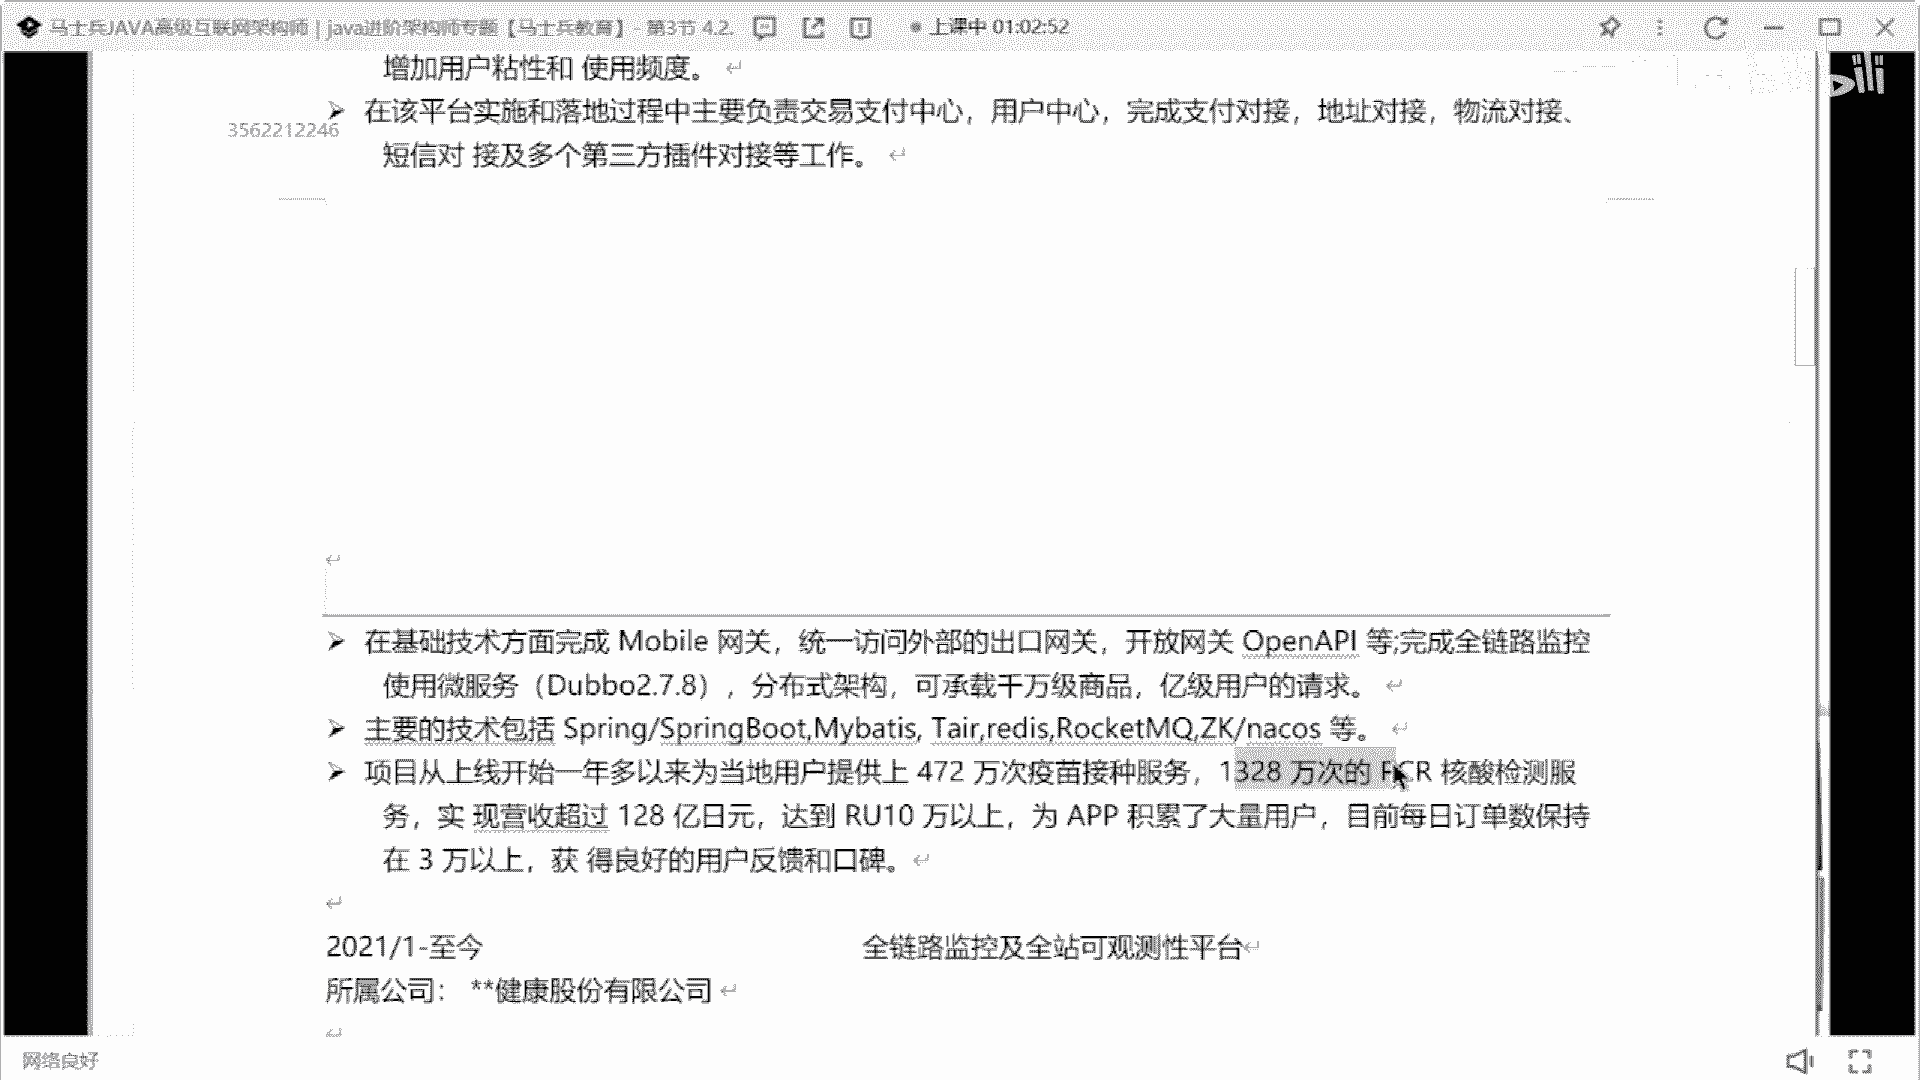 马士兵JAVA高级互联网架构师 | java进阶架构师专题【马士兵教育】 - 第3节 4.2.
上课中 01:02:52
增加用户粘性和 使用频度。
在该平台实施和落地过程中主要负责交易支付中心，用户中心，完成支付对接，地址对接，物流对接、
3562212246
短信对 接及多个第三方插件对接等工作。
在基础技术方面完成 Mobile 网关，统一访问外部的出口网关，开放网关 OpenAPI 等;完成全链路监控
使用微服务（Dubbo2.7.8），分布式架构，可承载千万级商品，亿级用户的请求。
主要的技术包括 Spring/SpringBoot,Mybatis, Tair,redis,RocketMQ,ZK/nacos 等。
项目从上线开始一年多以来为当地用户提供上 472 万次疫苗接种服务，1328 万次的 PCR 核酸检测服
务，实 现营收超过 128 亿日元，达到 RU10 万以上，为 APP 积累了大量用户，目前每日订单数保持
在 3 万以上，获 得良好的用户反馈和口碑。
2021/1-至今 全链路监控及全站可观测性平台
所属公司： **健康股份有限公司
网络良好